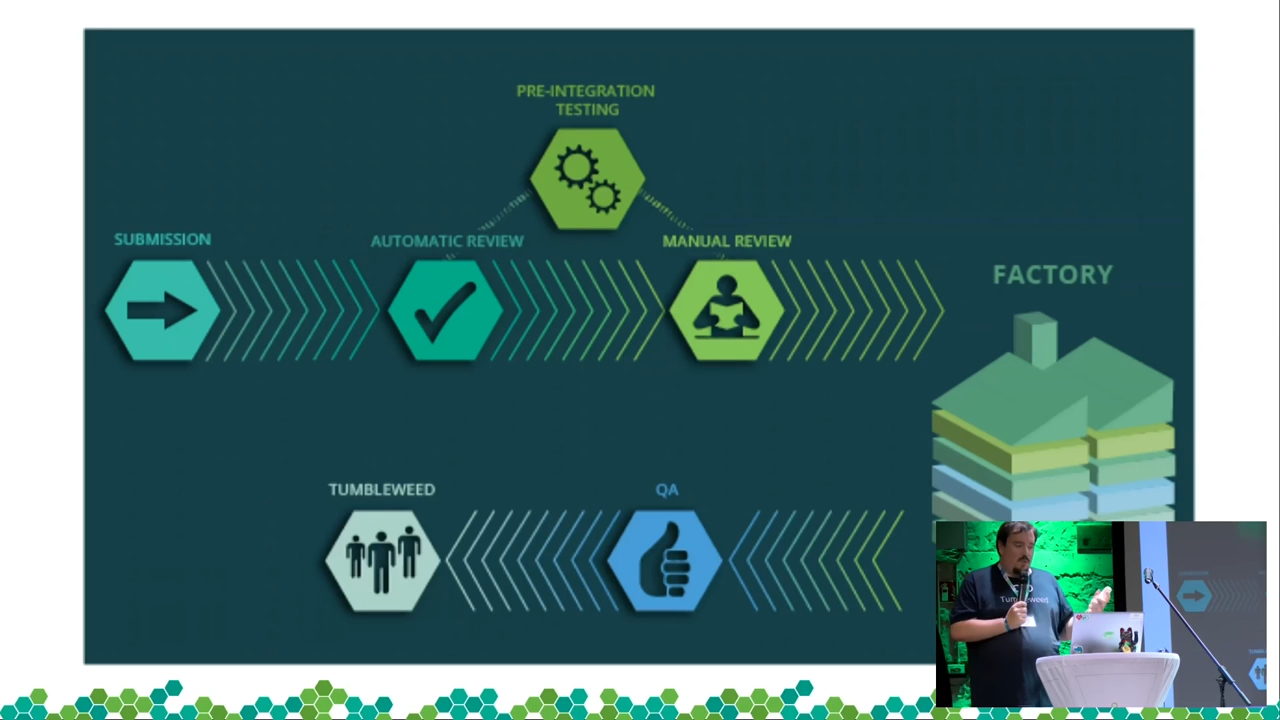 PRE-INTEGRATION
TESTING
SUBMISSION
AUTOMATIC REVIEW
MANUAL REVIEW
FACTORY
TUMBLEWEED
QA
Tumbleweed